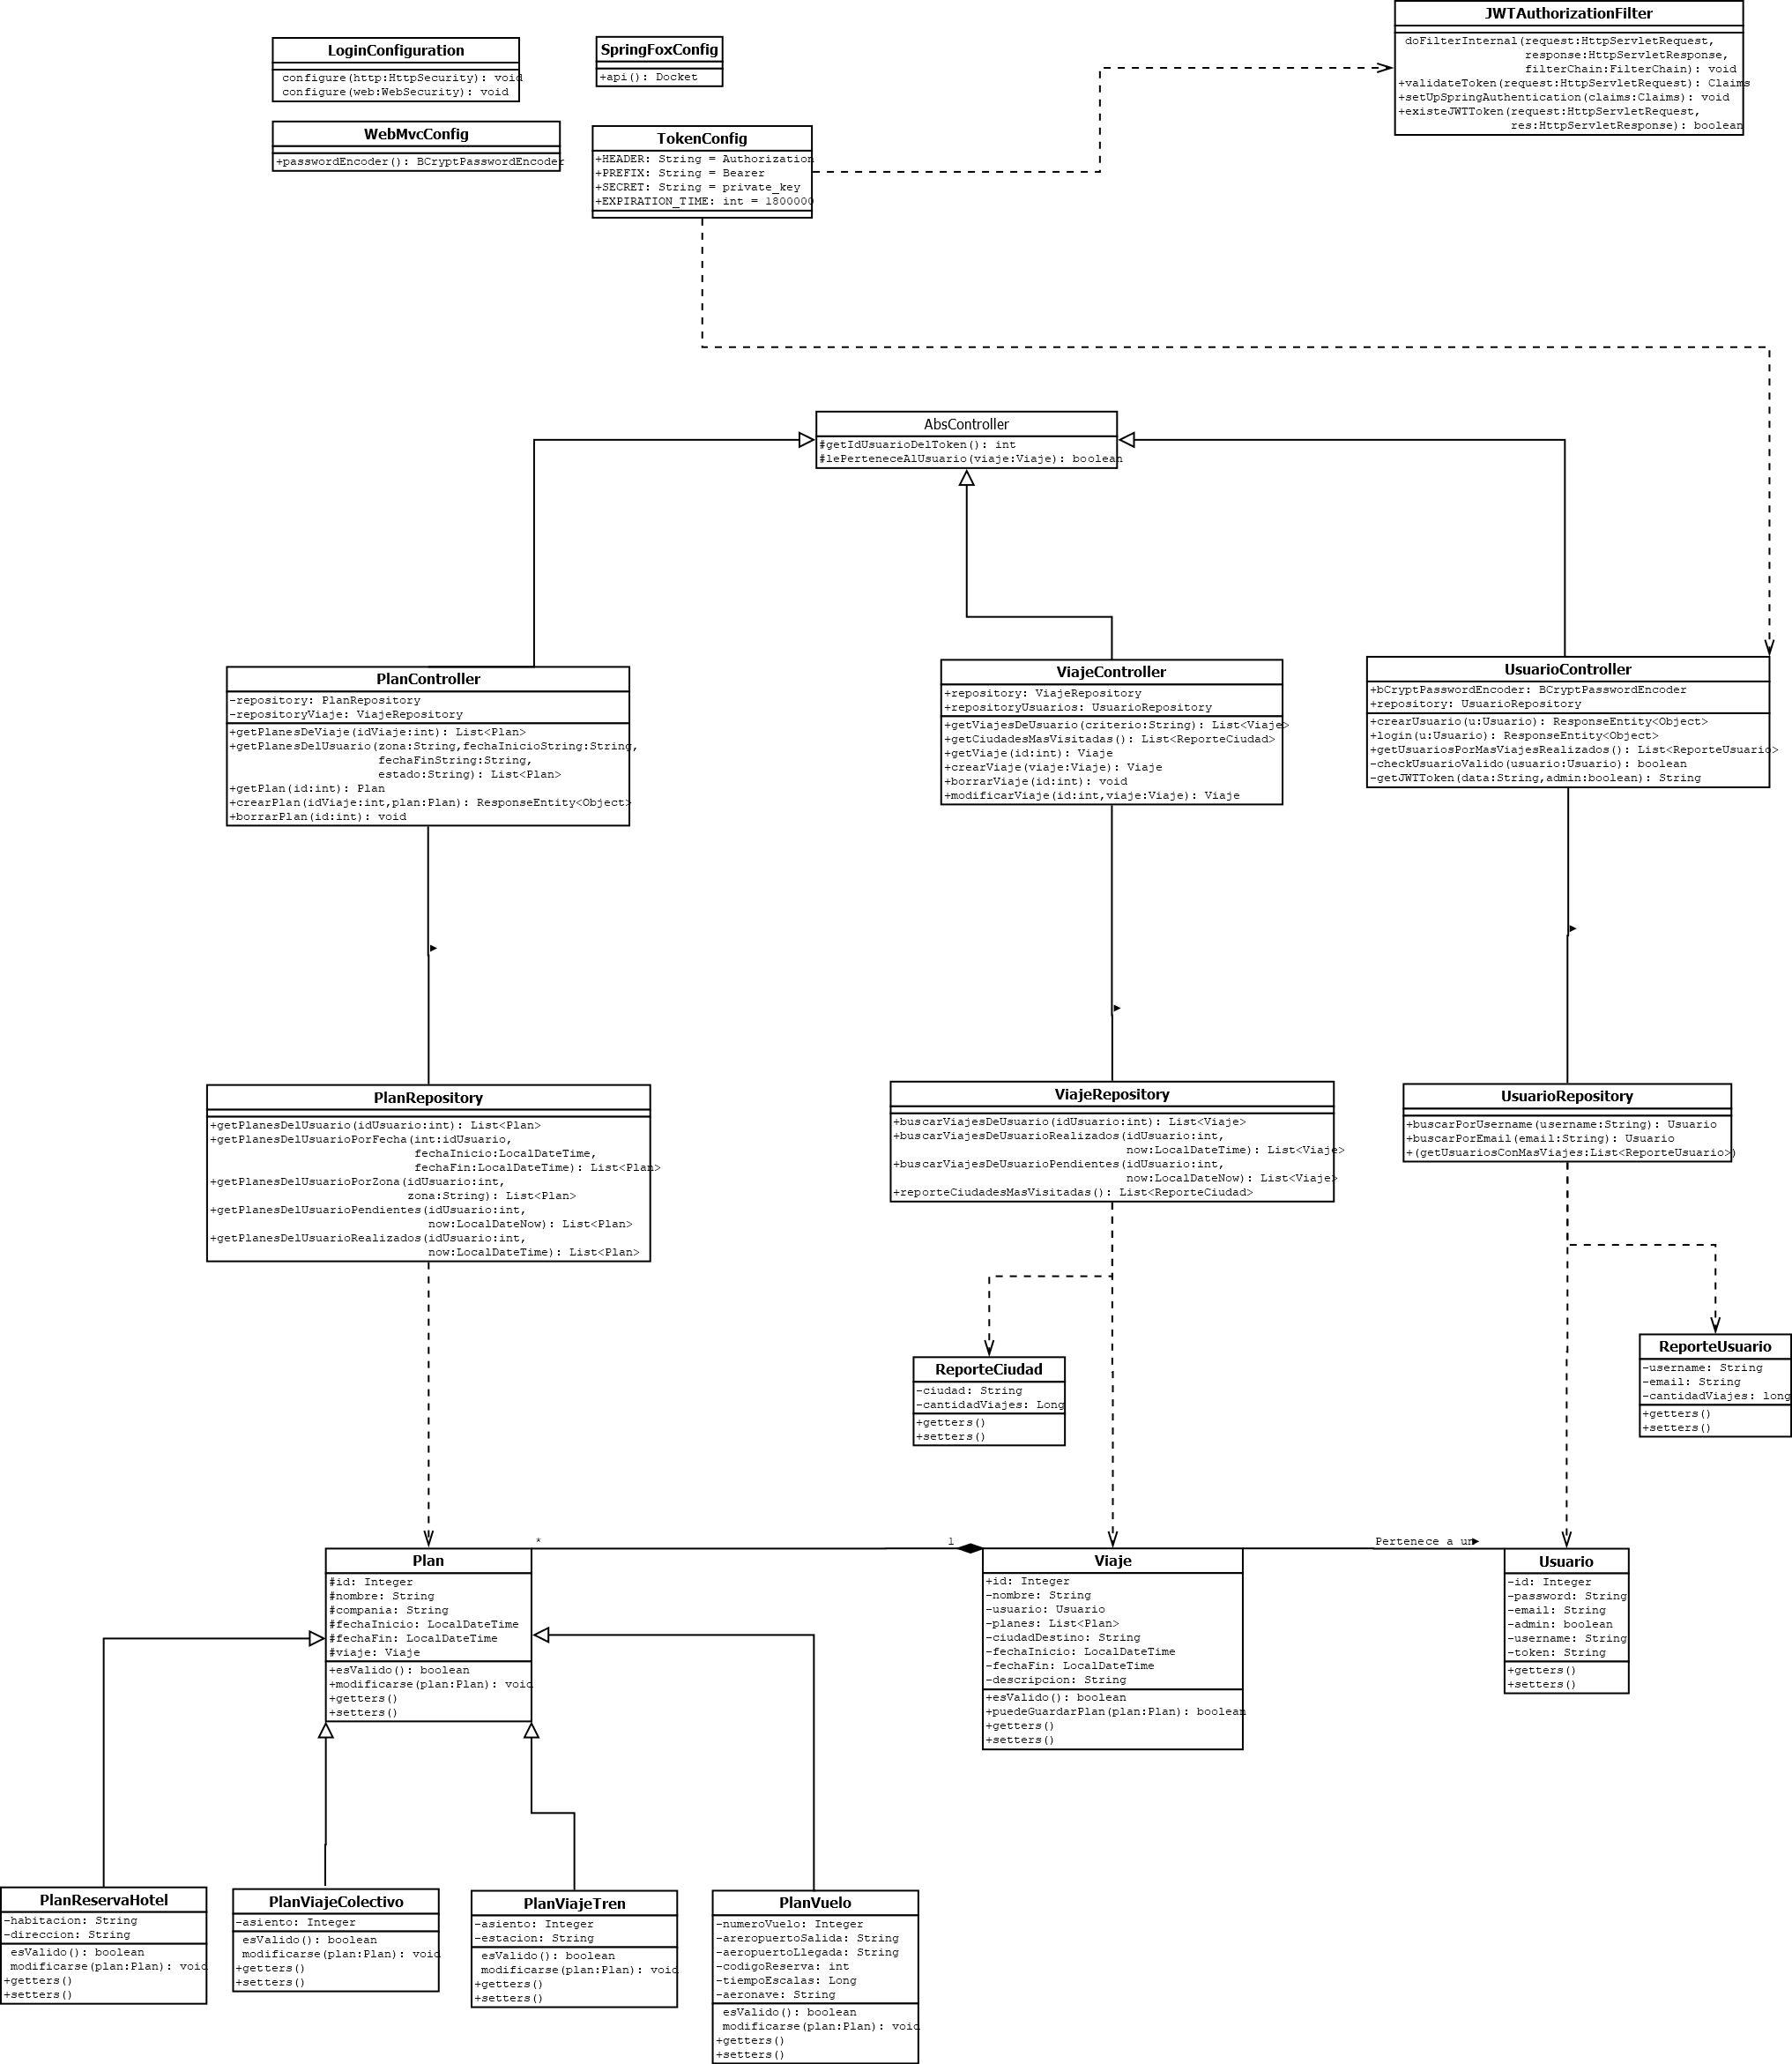 JWTAuthorizationFilter
doFilterInternal(request:HttpServletRequest,
response:HttpServletResponse,
filterChain:FilterChain): void
+validateToken(request:HttpServletRequest): Claims
+setUpSpringAuthentication(claims:Claims): void
+existeJWTToken(request:HttpServletRequest,
res:HttpServletResponse): boolean
LoginConfiguration
configure(http:HttpSecurity): void
configure(web:WebSecurity): void
SpringFoxConfig
+api(): Docket
WebMvcConfig
+passwordEncoder(): BCryptPasswordEncoder
TokenConfig
+HEADER: String = Authorization
+PREFIX: String = Bearer
+SECRET: String = private_key
+EXPIRATION_TIME: int = 1800000
AbsController
#getIdUsuarioDelToken(): int
#lePerteneceAlUsuario(viaje:Viaje): boolean
PlanController
-repository: PlanRepository
-repositoryViaje: ViajeRepository
+getPlanesDeViaje(idViaje:int): List<Plan>
+getPlanesDelUsuario(zona:String,fechaInicioString:String,
fechaFinString:String,
estado:String): List<Plan>
+getPlan(id:int): Plan
+crearPlan(idViaje:int,plan:Plan): ResponseEntity<Object>
+borrarPlan(id:int): void
ViajeController
+repository: ViajeRepository
+repositoryUsuarios: UsuarioRepository
+getViajesDeUsuario(criterio:String): List<Viaje>
+getCiudadesMasVisitadas(): List<ReporteCiudad>
+getViaje(id:int): Viaje
+crearViaje(viaje:Viaje): Viaje
+borrarViaje(id:int): void
+modificarViaje(id:int,viaje:Viaje): Viaje
UsuarioController
+bCryptPasswordEncoder: BCryptPasswordEncoder
+repository: UsuarioRepository
+crearUsuario(u:Usuario): ResponseEntity<Object>
+login(u:Usuario): ResponseEntity<Object>
+getUsuariosPorMasViajesRealizados(): List<ReporteUsuario>
-checkUsuarioValido(usuario:Usuario): boolean
-getJWTToken(data:String,admin:boolean): String
PlanRepository
+getPlanesDelUsuario(idUsuario:int): List<Plan>
+getPlanesDelUsuarioPorFecha(int:idUsuario,
fechaInicio:LocalDateTime,
fechaFin:LocalDateTime): List<Plan>
+getPlanesDelUsuarioPorZona(idUsuario:int,
zona:String): List<Plan>
+getPlanesDelUsuarioPendientes(idUsuario:int,
now:LocalDateNow): List<Plan>
+getPlanesDelUsuarioRealizados(idUsuario:int,
now:LocalDateTime): List<Plan>
ViajeRepository
+buscarViajesDeUsuario(idUsuario:int): List<Viaje>
+buscarViajesDeUsuarioRealizados(idUsuario:int,
now:LocalDateTime): List<Viaje>
+buscarViajesDeUsuarioPendientes(idUsuario:int,
now:LocalDateNow): List<Viaje>
+reporteCiudadesMasVisitadas(): List<ReporteCiudad>
UsuarioRepository
+buscarPorUsername(username:String): Usuario
+buscarPorEmail(email:String): Usuario
+(getUsuariosConMasViajes:List<ReporteUsuario>)
ReporteCiudad
-ciudad: String
-cantidadViajes: Long
+getters()
+setters()
ReporteUsuario
-username: String
-email: String
-cantidadViajes: long
+getters()
+setters()
*
1
Pertenece a un
Plan
#id: Integer
#nombre: String
#compania: String
#fechaInicio: LocalDateTime
#fechaFin: LocalDateTime
#viaje: Viaje
+esValido(): boolean
+modificarse(plan:Plan): void
+getters()
+setters()
Viaje
+id: Integer
-nombre: String
-usuario: Usuario
-planes: List<Plan>
-ciudadDestino: String
-fechaInicio: LocalDateTime
-fechaFin: LocalDateTime
-descripcion: String
+esValido(): boolean
+puedeGuardarPlan(plan:Plan): boolean
+getters()
+setters()
Usuario
-id: Integer
-password: String
-email: String
-admin: boolean
-username: String
-token: String
+getters()
+setters()
PlanReservaHotel
-habitacion: String
-direccion: String
esValido(): boolean
modificarse(plan:Plan): void
+getters()
+setters()
PlanViajeColectivo
-asiento: Integer
esValido(): boolean
modificarse(plan:Plan): void
+getters()
+setters()
PlanViajeTren
-asiento: Integer
-estacion: String
esValido(): boolean
modificarse(plan:Plan): void
+getters()
+setters()
PlanVuelo
-numeroVuelo: Integer
-areropuertoSalida: String
-aeropuertoLlegada: String
-codigoReserva: int
-tiempoEscalas: Long
-aeronave: String
esValido(): boolean
modificarse(plan:Plan): void
+getters()
+setters()